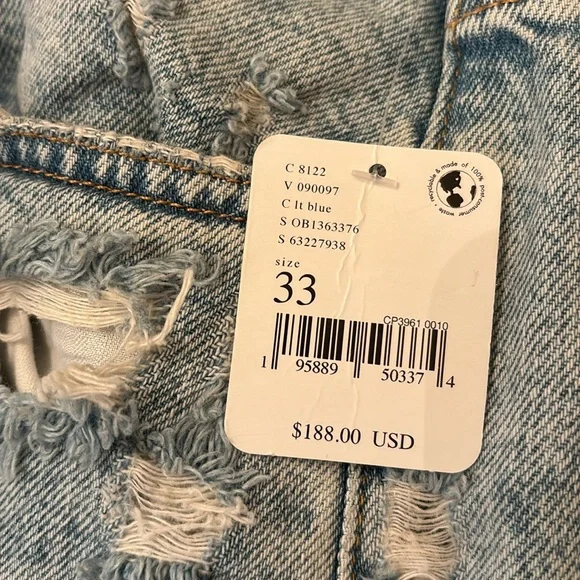 C 8122
V 090097
C lt blue
S OB1363376
S 63227938
size
33
CP3961 0010
1 95889 50337 4
$188.00 USD
recyclable & made of 100% post-consumer waste